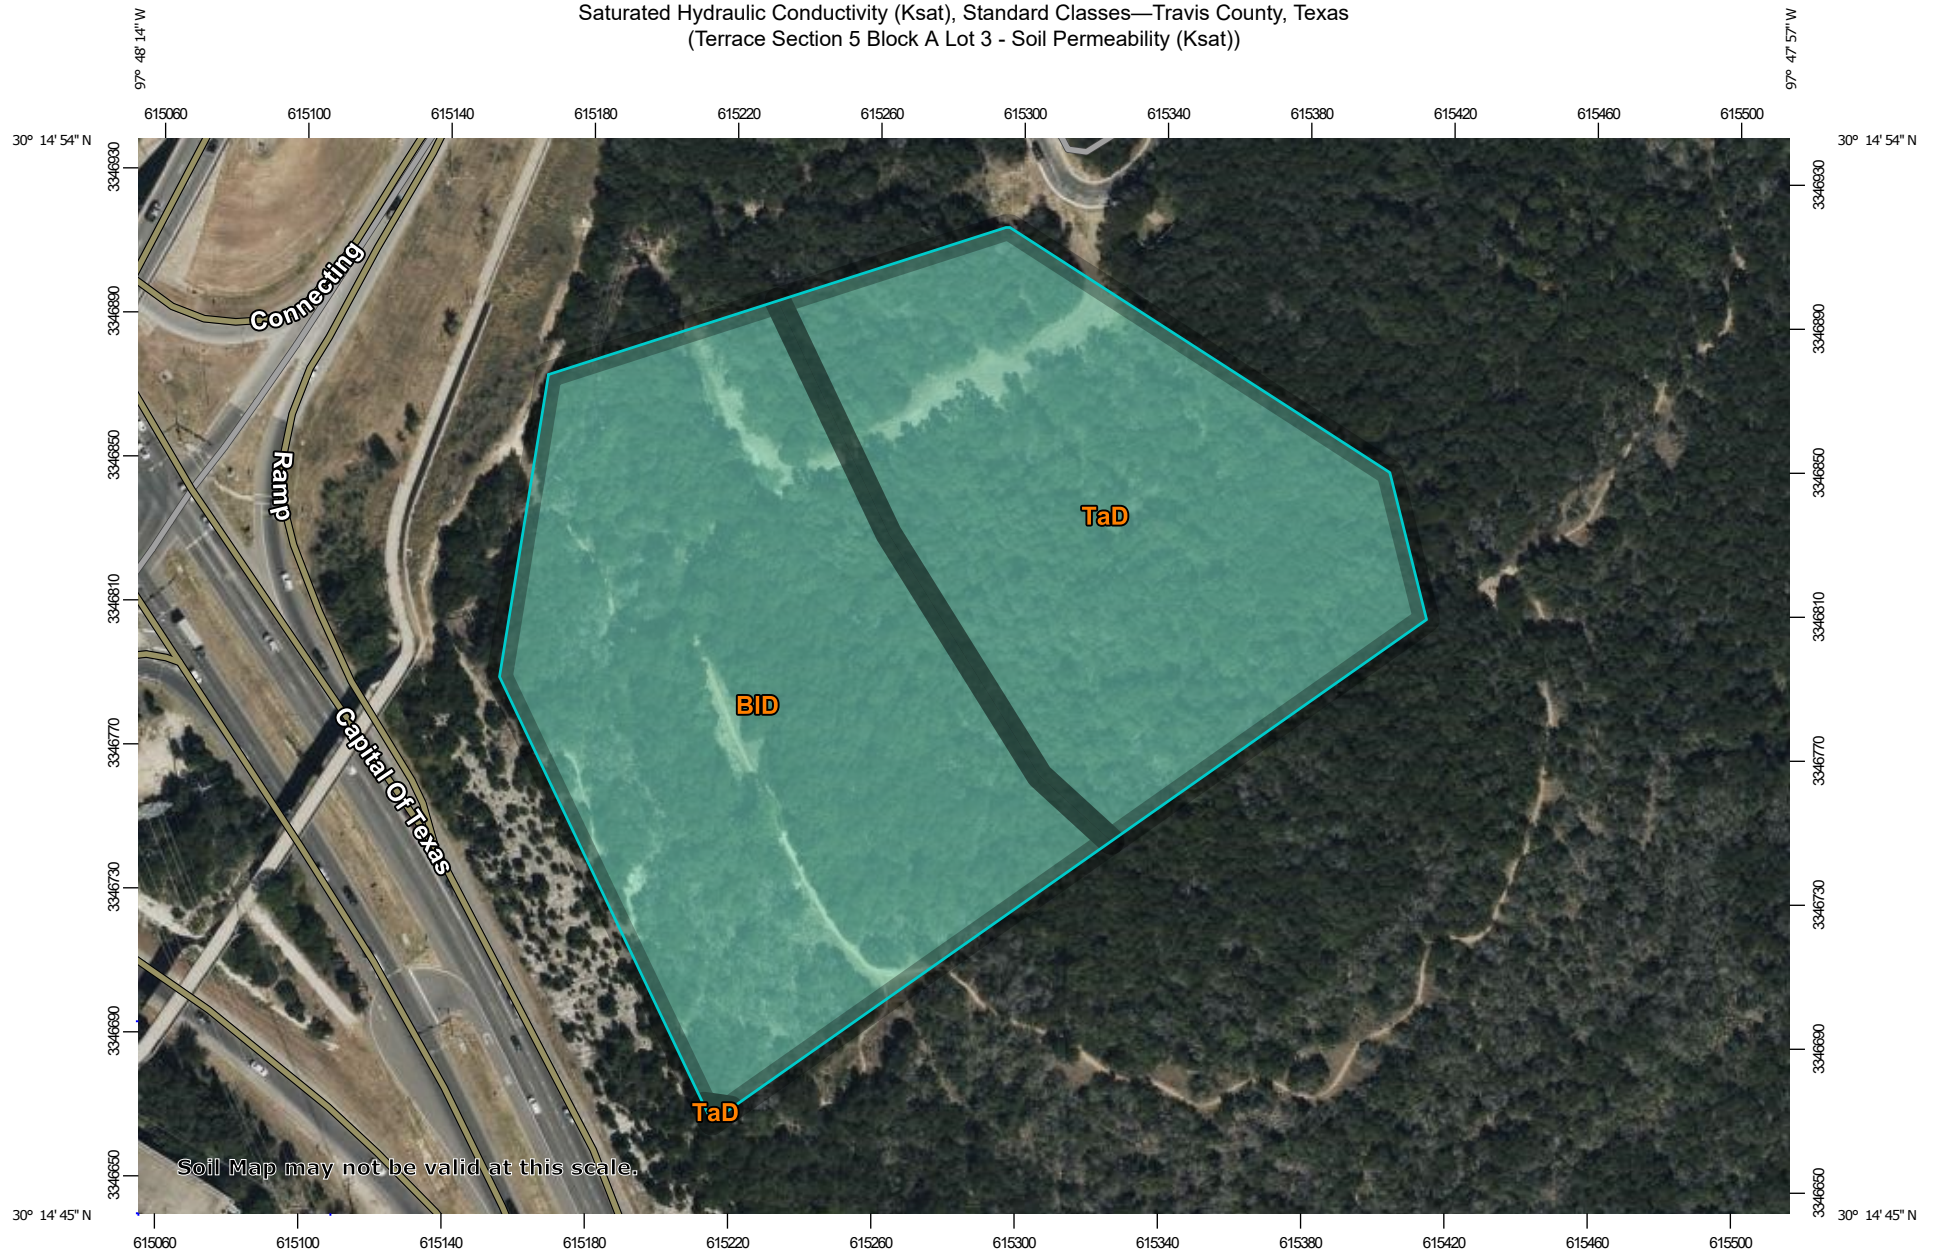 Saturated Hydraulic Conductivity (Ksat), Standard Classes—Travis County, Texas
(Terrace Section 5 Block A Lot 3 - Soil Permeability (Ksat))
97° 48' 14'' W
97° 47' 57'' W
615060 615100 615140 615180 615220 615260 615300 615340 615380 615420 615460 615500
30° 14' 54'' N
30° 14' 54'' N
3346930
3346930
3346890
3346890
3346850
3346850
3346810
3346810
3346770
3346770
3346730
3346730
3346690
3346690
3346650
3346650
Connecting
Ramp
Capital Of Texas
TaD
BID
TaD
Soil Map may not be valid at this scale.
30° 14' 45'' N
30° 14' 45'' N
615060 615100 615140 615180 615220 615260 615300 615340 615380 615420 615460 615500